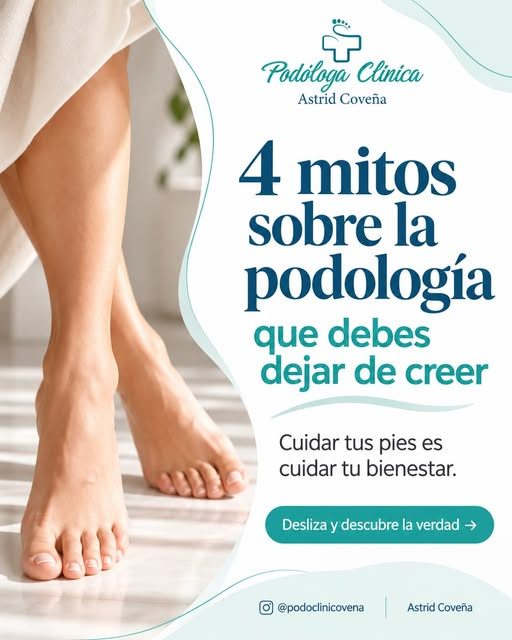 Podóloga Clínica
Astrid Coveña
4 mitos
sobre la
podología
que debes
dejar de creer
Cuidar tus pies es
cuidar tu bienestar.
Desliza y descubre la verdad →
@podoclinicovena
Astrid Coveña